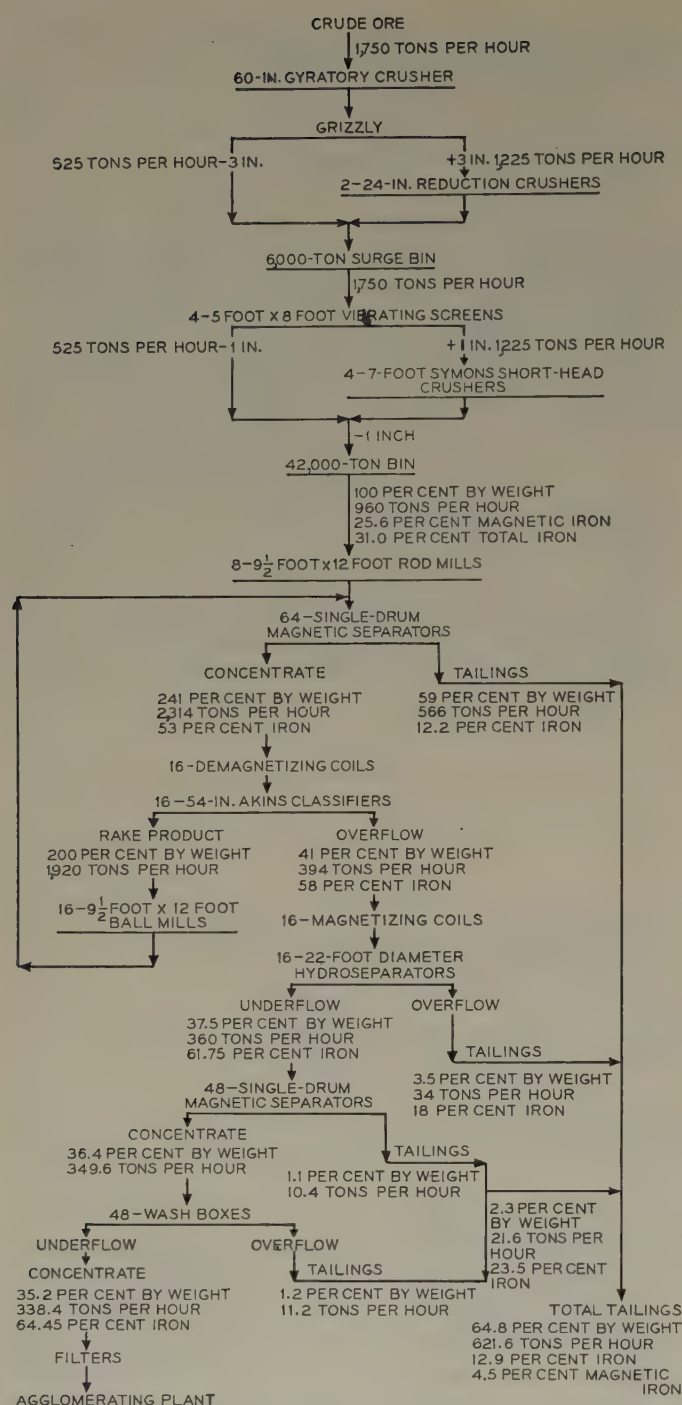 CRUDE ORE
1,750 TONS PER HOUR
60-IN. GYRATORY CRUSHER
GRIZZLY
525 TONS PER HOUR-3 IN.
+3 IN. 1,225 TONS PER HOUR
2-24-IN. REDUCTION CRUSHERS
6,000-TON SURGE BIN
1,750 TONS PER HOUR
4-5 FOOT X 8 FOOT VIBRATING SCREENS
525 TONS PER HOUR-1 IN.
+1 IN. 1,225 TONS PER HOUR
4-7-FOOT SYMONS SHORT-HEAD
CRUSHERS
-1 INCH
42,000-TON BIN
100 PER CENT BY WEIGHT
960 TONS PER HOUR
25.6 PER CENT MAGNETIC IRON
31.0 PER CENT TOTAL IRON
8-9½ FOOT X 12 FOOT ROD MILLS
64-SINGLE-DRUM
MAGNETIC SEPARATORS
CONCENTRATE
241 PER CENT BY WEIGHT
2,314 TONS PER HOUR
53 PER CENT IRON
TAILINGS
59 PER CENT BY WEIGHT
566 TONS PER HOUR
12.2 PER CENT IRON
16-DEMAGNETIZING COILS
16-54-IN. AKINS CLASSIFIERS
RAKE PRODUCT
200 PER CENT BY WEIGHT
1,920 TONS PER HOUR
16-9½ FOOT X 12 FOOT
BALL MILLS
OVERFLOW
41 PER CENT BY WEIGHT
394 TONS PER HOUR
58 PER CENT IRON
16-MAGNETIZING COILS
16-22-FOOT DIAMETER
HYDROSEPARATORS
UNDERFLOW
37.5 PER CENT BY WEIGHT
360 TONS PER HOUR
61.75 PER CENT IRON
OVERFLOW
TAILINGS
3.5 PER CENT BY WEIGHT
34 TONS PER HOUR
18 PER CENT IRON
48-SINGLE-DRUM
MAGNETIC SEPARATORS
CONCENTRATE
36.4 PER CENT BY WEIGHT
349.6 TONS PER HOUR
TAILINGS
1.1 PER CENT BY WEIGHT
10.4 TONS PER HOUR
48-WASH BOXES
UNDERFLOW
CONCENTRATE
35.2 PER CENT BY WEIGHT
338.4 TONS PER HOUR
64.45 PER CENT IRON
OVERFLOW
TAILINGS
1.2 PER CENT BY WEIGHT
11.2 TONS PER HOUR
2.3 PER CENT
BY WEIGHT
21.6 TONS PER
HOUR
23.5 PER CENT
IRON
FILTERS
AGGLOMERATING PLANT
TOTAL TAILINGS
64.8 PER CENT BY WEIGHT
621.6 TONS PER HOUR
12.9 PER CENT IRON
4.5 PER CENT MAGNETIC
IRON